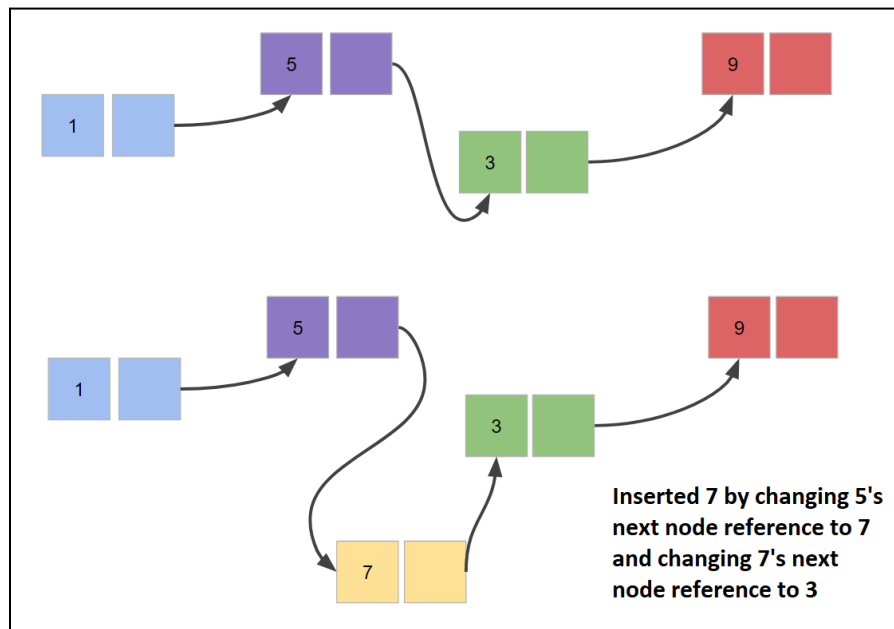 5
9
1
3
5
9
1
3
7
Inserted 7 by changing 5's
next node reference to 7
and changing 7's next
node reference to 3